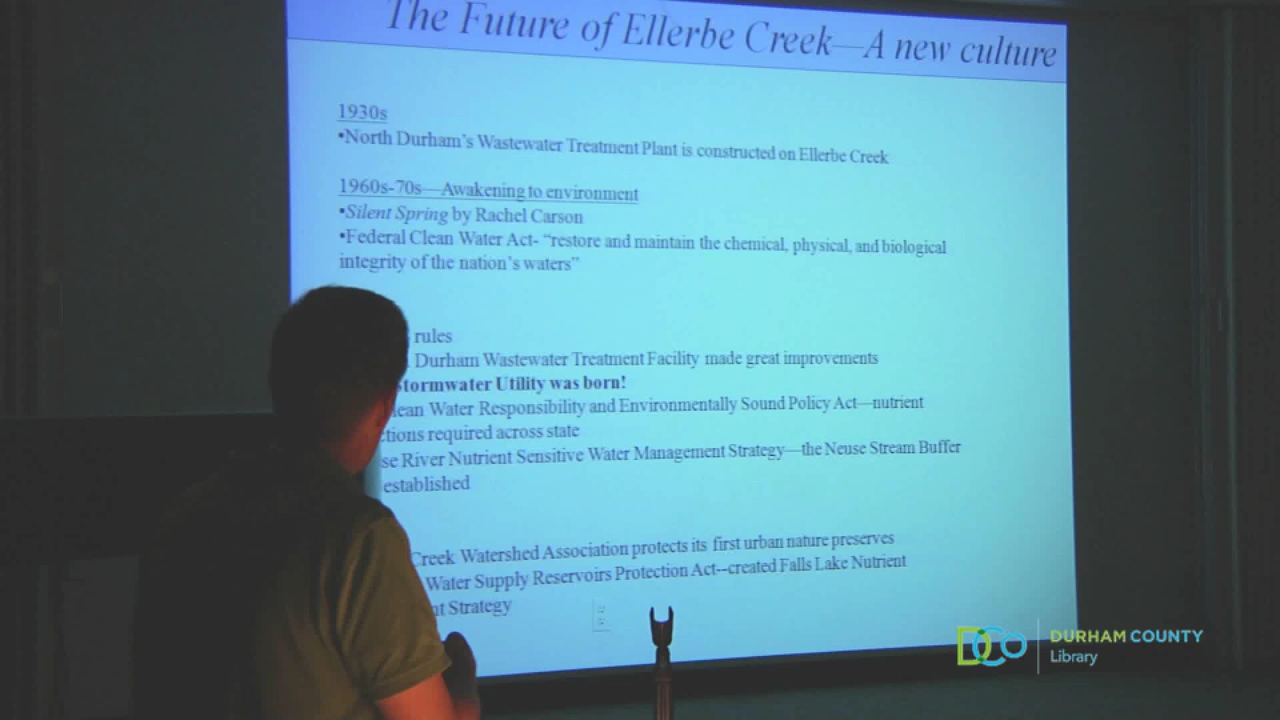 The Future of Ellerbe Creek—A new culture
1930s
•North Durham’s Wastewater Treatment Plant is constructed on Ellerbe Creek
1960s-70s—Awakening to environment
•Silent Spring by Rachel Carson
•Federal Clean Water Act- “restore and maintain the chemical, physical, and biological
integrity of the nation’s waters”
rules
Durham Wastewater Treatment Facility made great improvements
tormwater Utility was born!
lean Water Responsibility and Environmentally Sound Policy Act—nutrient
tions required across state
se River Nutrient Sensitive Water Management Strategy—the Neuse Stream Buffer
established
Creek Watershed Association protects its first urban nature preserves
Water Supply Reservoirs Protection Act--created Falls Lake Nutrient
nt Strategy
DCo
DURHAM COUNTY
Library